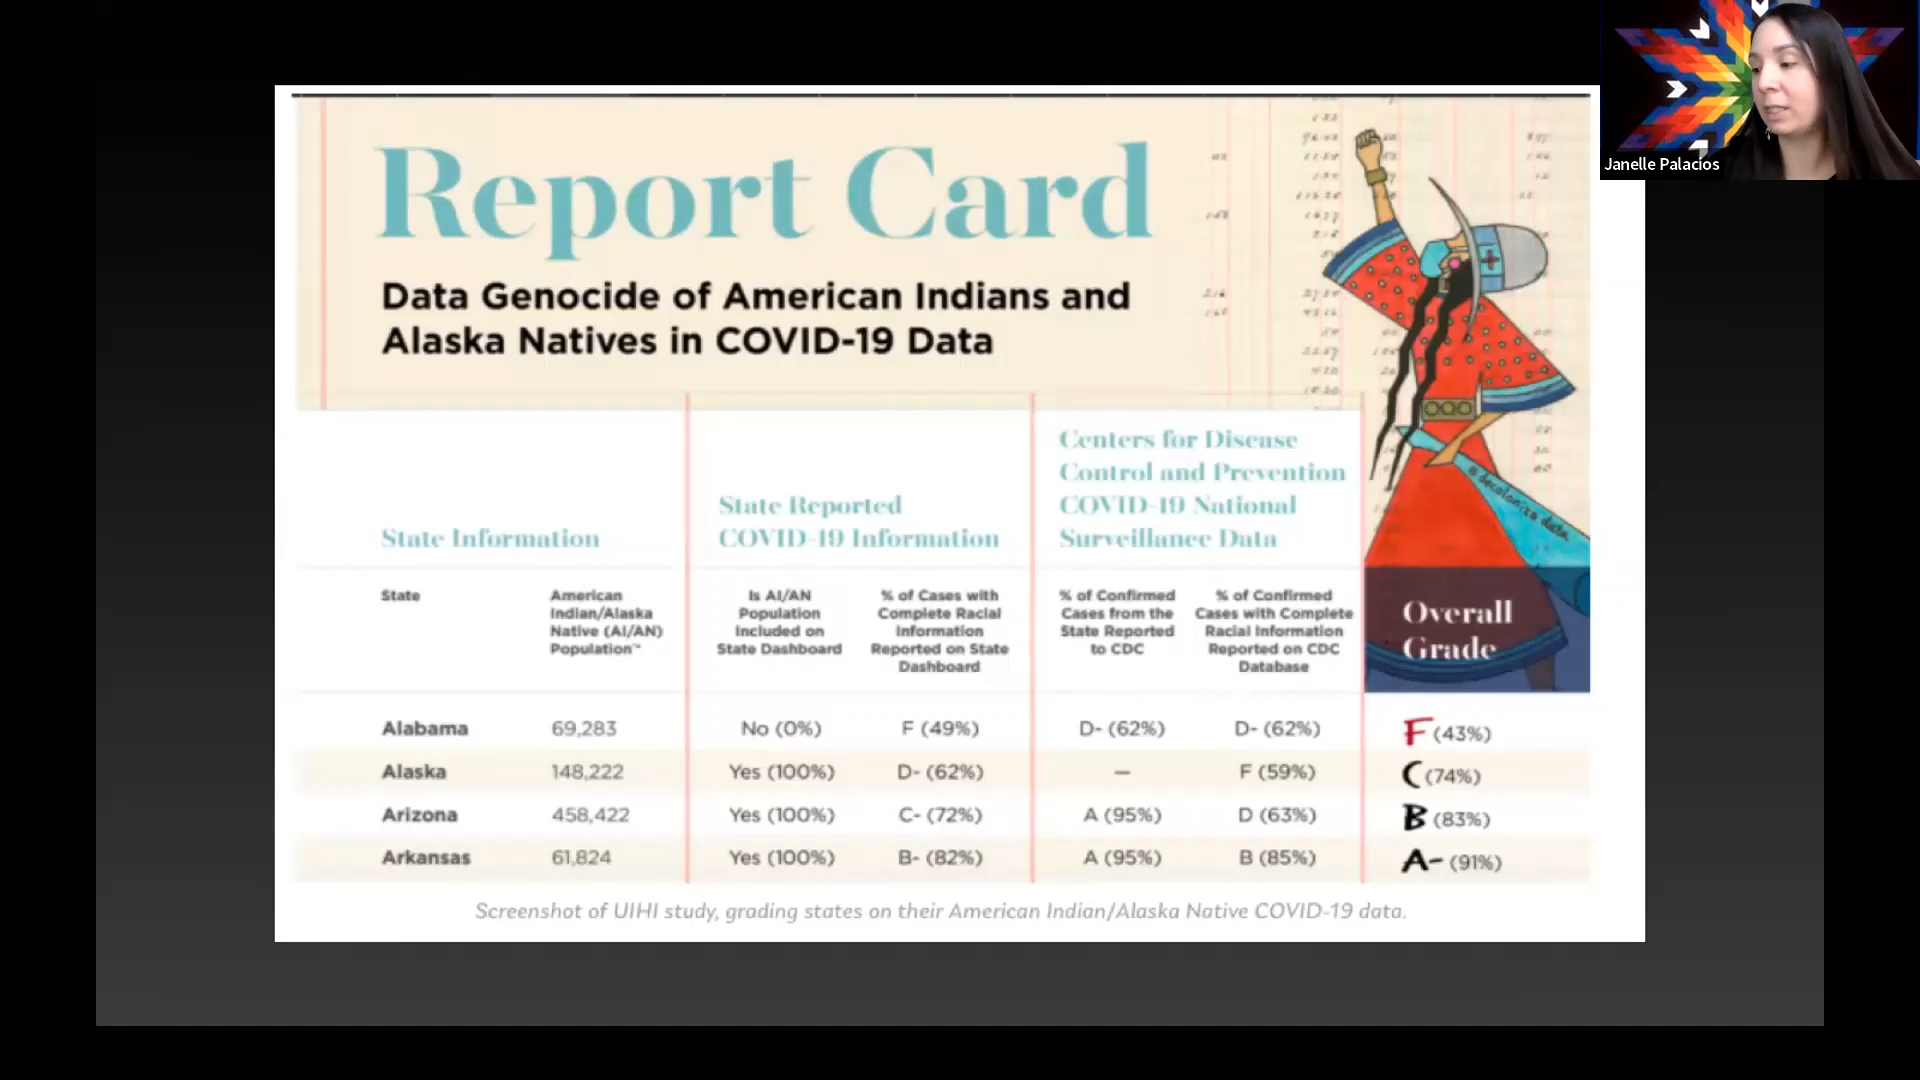 Janelle Palacios
Report Card
Data Genocide of American Indians and
Alaska Natives in COVID-19 Data
Centers for Disease
Control and Prevention
COVID-19 National
Surveillance Data
State Reported
COVID-19 Information
State Information
decolonize data
State
American
Indian/Alaska
Native (AI/AN)
Population
Is AI/AN
Population
Included on
State Dashboard
% of Cases with
Complete Racial
Information
Reported on State
Dashboard
% of Confirmed
Cases from the
State Reported
to CDC
% of Confirmed
Cases with Complete
Racial Information
Reported on CDC
Database
Overall
Grade
Alabama 69,283 No (0%) F (49%) D- (62%) D- (62%) F (43%)
Alaska 148,222 Yes (100%) D- (62%) — F (59%) C (74%)
Arizona 458,422 Yes (100%) C- (72%) A (95%) D (63%) B (83%)
Arkansas 61,824 Yes (100%) B- (82%) A (95%) B (85%) A- (91%)
Screenshot of UIHI study, grading states on their American Indian/Alaska Native COVID-19 data.